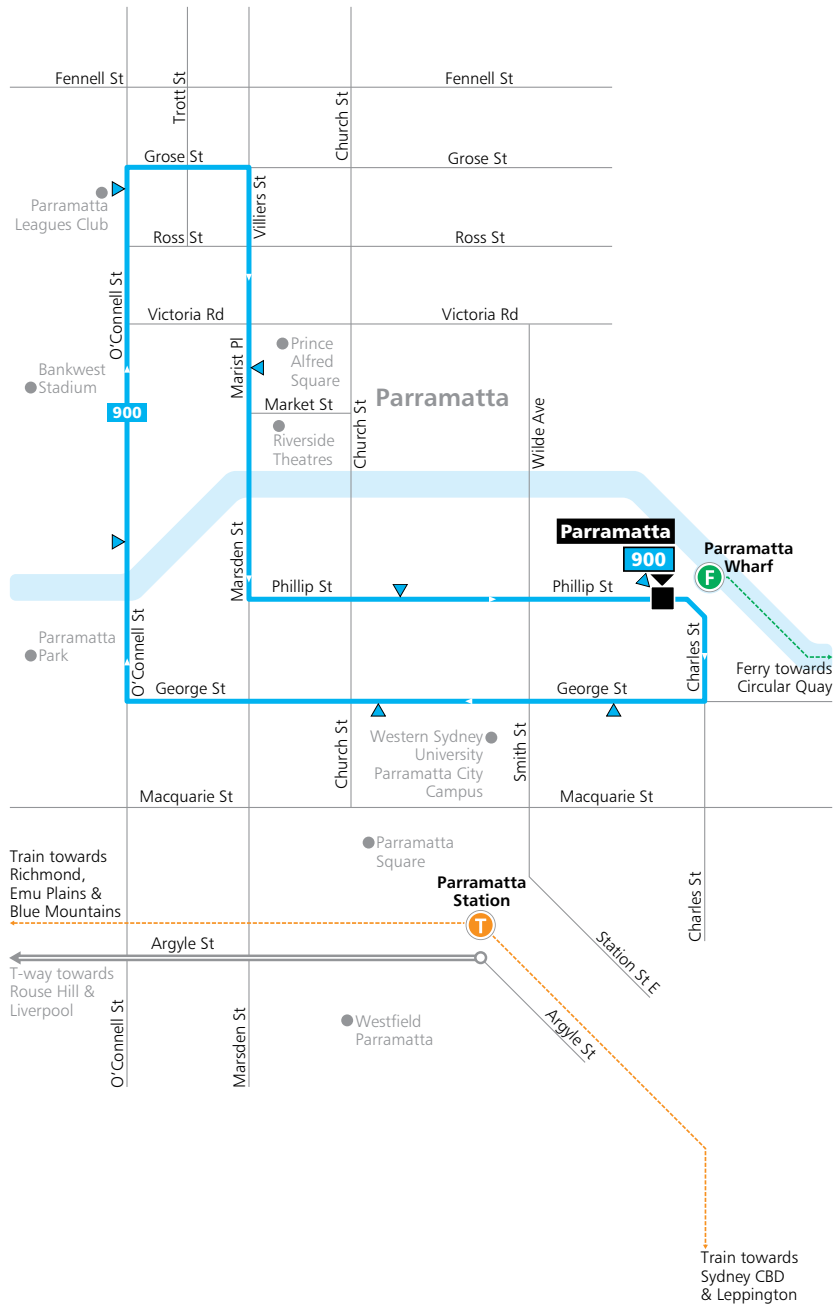 Fennell St
Fennell St
Trott St
Church St
Grose St
Grose St
Parramatta
Leagues Club
Villiers St
Ross St
Ross St
O'Connell St
Victoria Rd
Victoria Rd
Marist Pl
Prince
Alfred
Square
Bankwest
Stadium
900
Market St
Parramatta
Church St
Wilde Ave
Riverside
Theatres
Marsden St
Parramatta
900
Parramatta
Wharf
F
Phillip St
Phillip St
Parramatta
Park
O'Connell St
Charles St
Ferry towards
Circular Quay
George St
George St
Church St
Western Sydney
University
Parramatta City
Campus
Smith St
Macquarie St
Macquarie St
Parramatta
Square
Train towards
Richmond,
Emu Plains &
Blue Mountains
Parramatta
Station
T
Charles St
Argyle St
Station St E
T-way towards
Rouse Hill &
Liverpool
O'Connell St
Marsden St
Westfield
Parramatta
Argyle St
Train towards
Sydney CBD
& Leppington